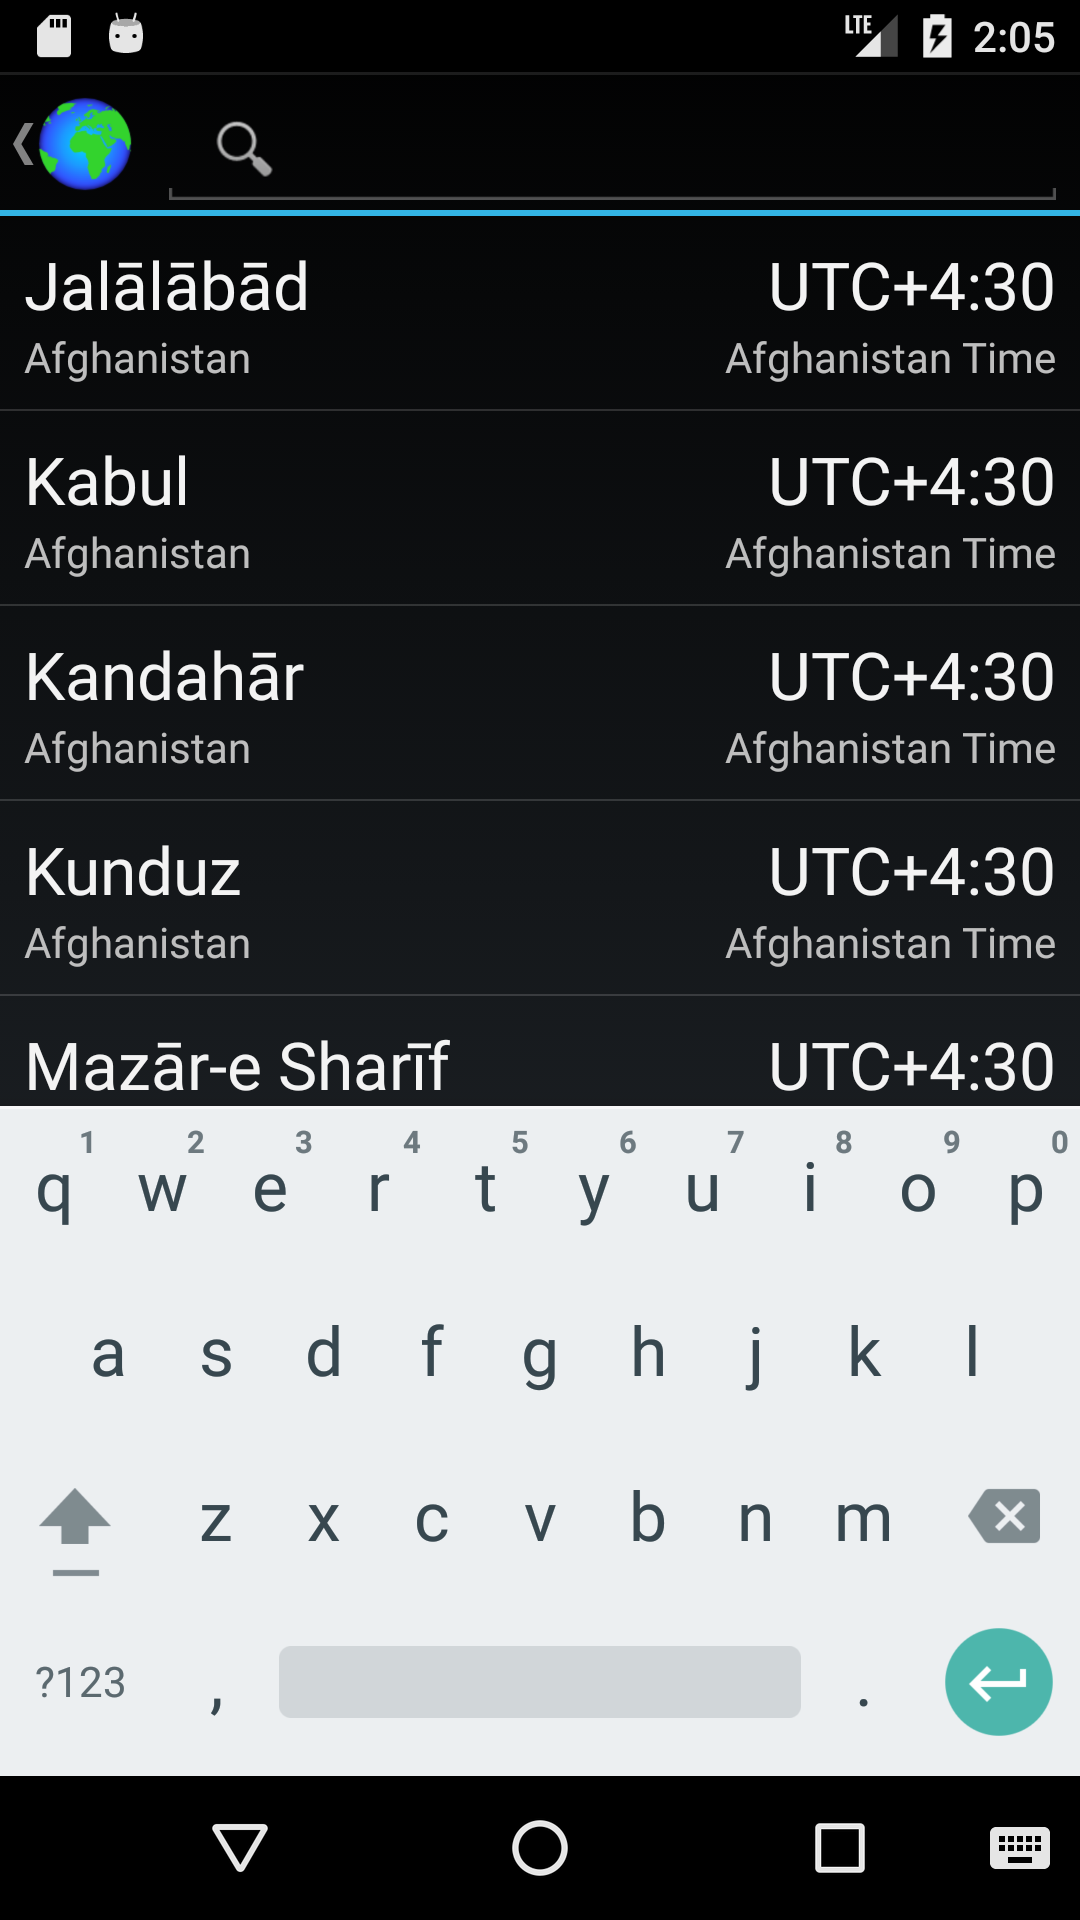 LTE 2:05
Jalālābād UTC+4:30
Afghanistan Afghanistan Time
Kabul UTC+4:30
Afghanistan Afghanistan Time
Kandahār UTC+4:30
Afghanistan Afghanistan Time
Kunduz UTC+4:30
Afghanistan Afghanistan Time
Mazār-e Sharīf UTC+4:30
1 2 3 4 5 6 7 8 9 0
q w e r t y u i o p
a s d f g h j k l
z x c v b n m
?123 , .